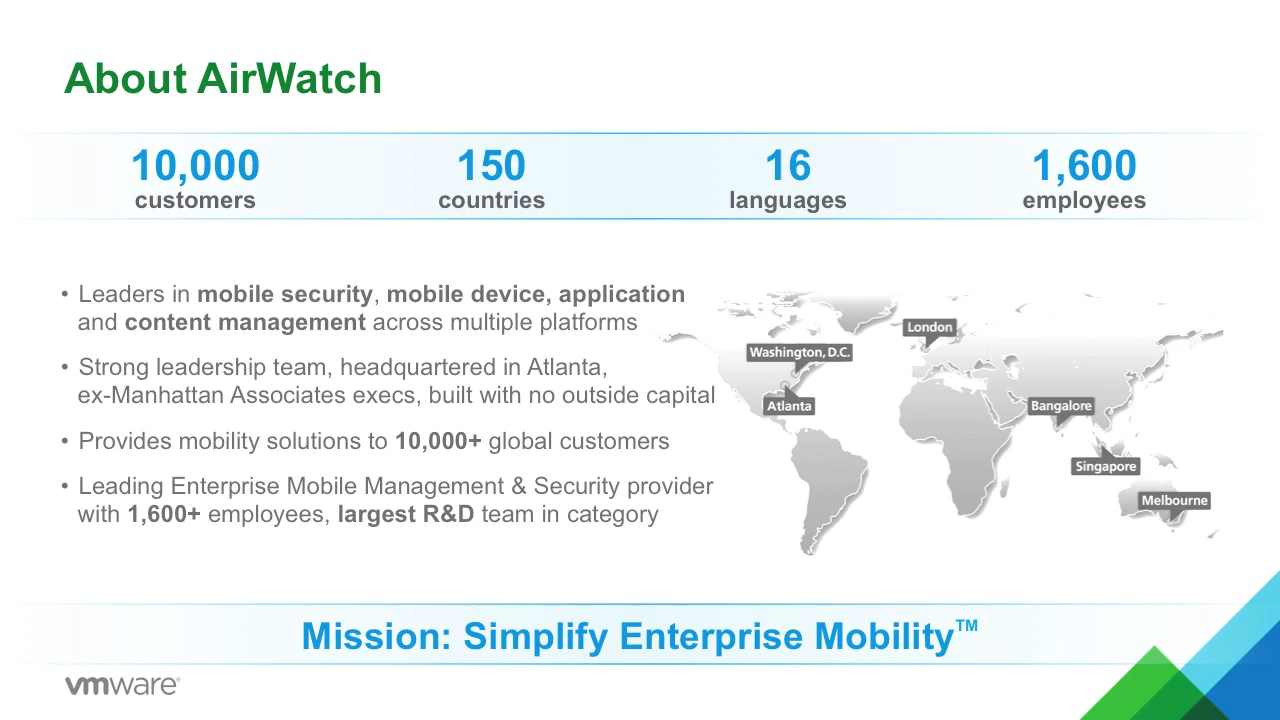 About AirWatch
10,000
customers
150
countries
16
languages
1,600
employees
• Leaders in mobile security, mobile device, application
and content management across multiple platforms
• Strong leadership team, headquartered in Atlanta,
ex-Manhattan Associates execs, built with no outside capital
• Provides mobility solutions to 10,000+ global customers
• Leading Enterprise Mobile Management & Security provider
with 1,600+ employees, largest R&D team in category
London
Washington, D.C.
Atlanta
Bangalore
Singapore
Melbourne
Mission: Simplify Enterprise Mobility™
vmware®